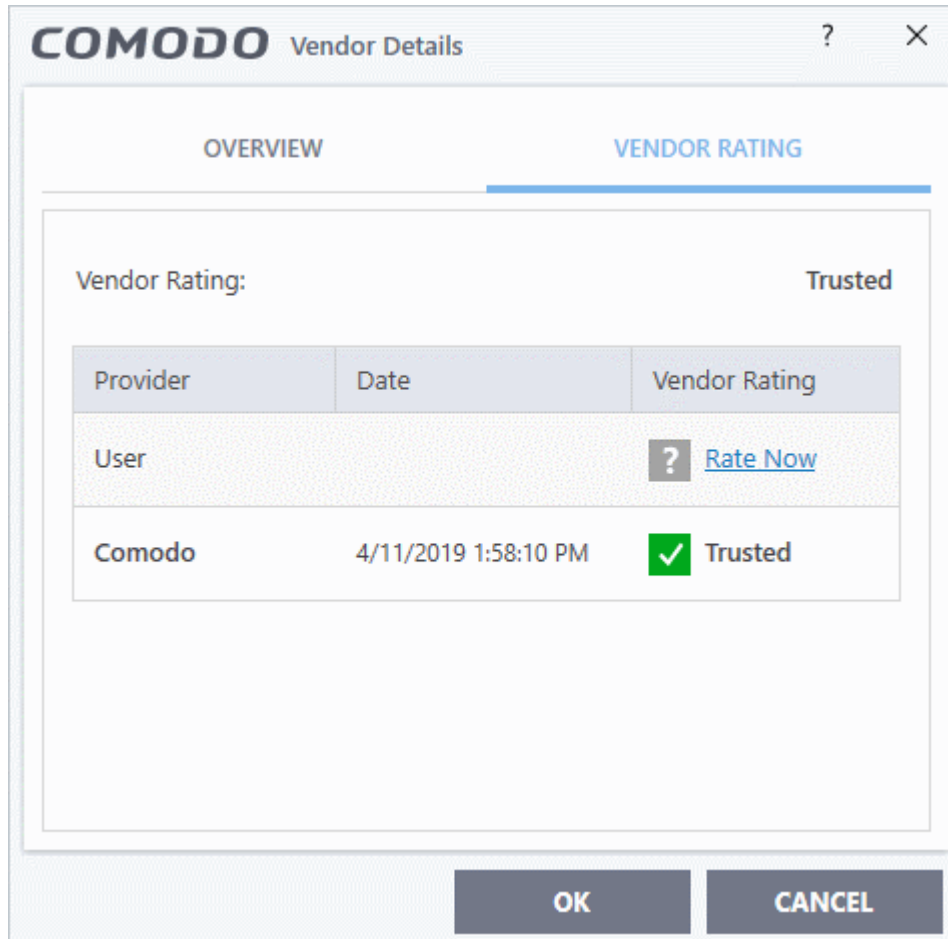 COMODO Vendor Details ? ×
OVERVIEW VENDOR RATING
Vendor Rating: Trusted
Provider Date Vendor Rating
User ? Rate Now
Comodo 4/11/2019 1:58:10 PM Trusted
OK CANCEL